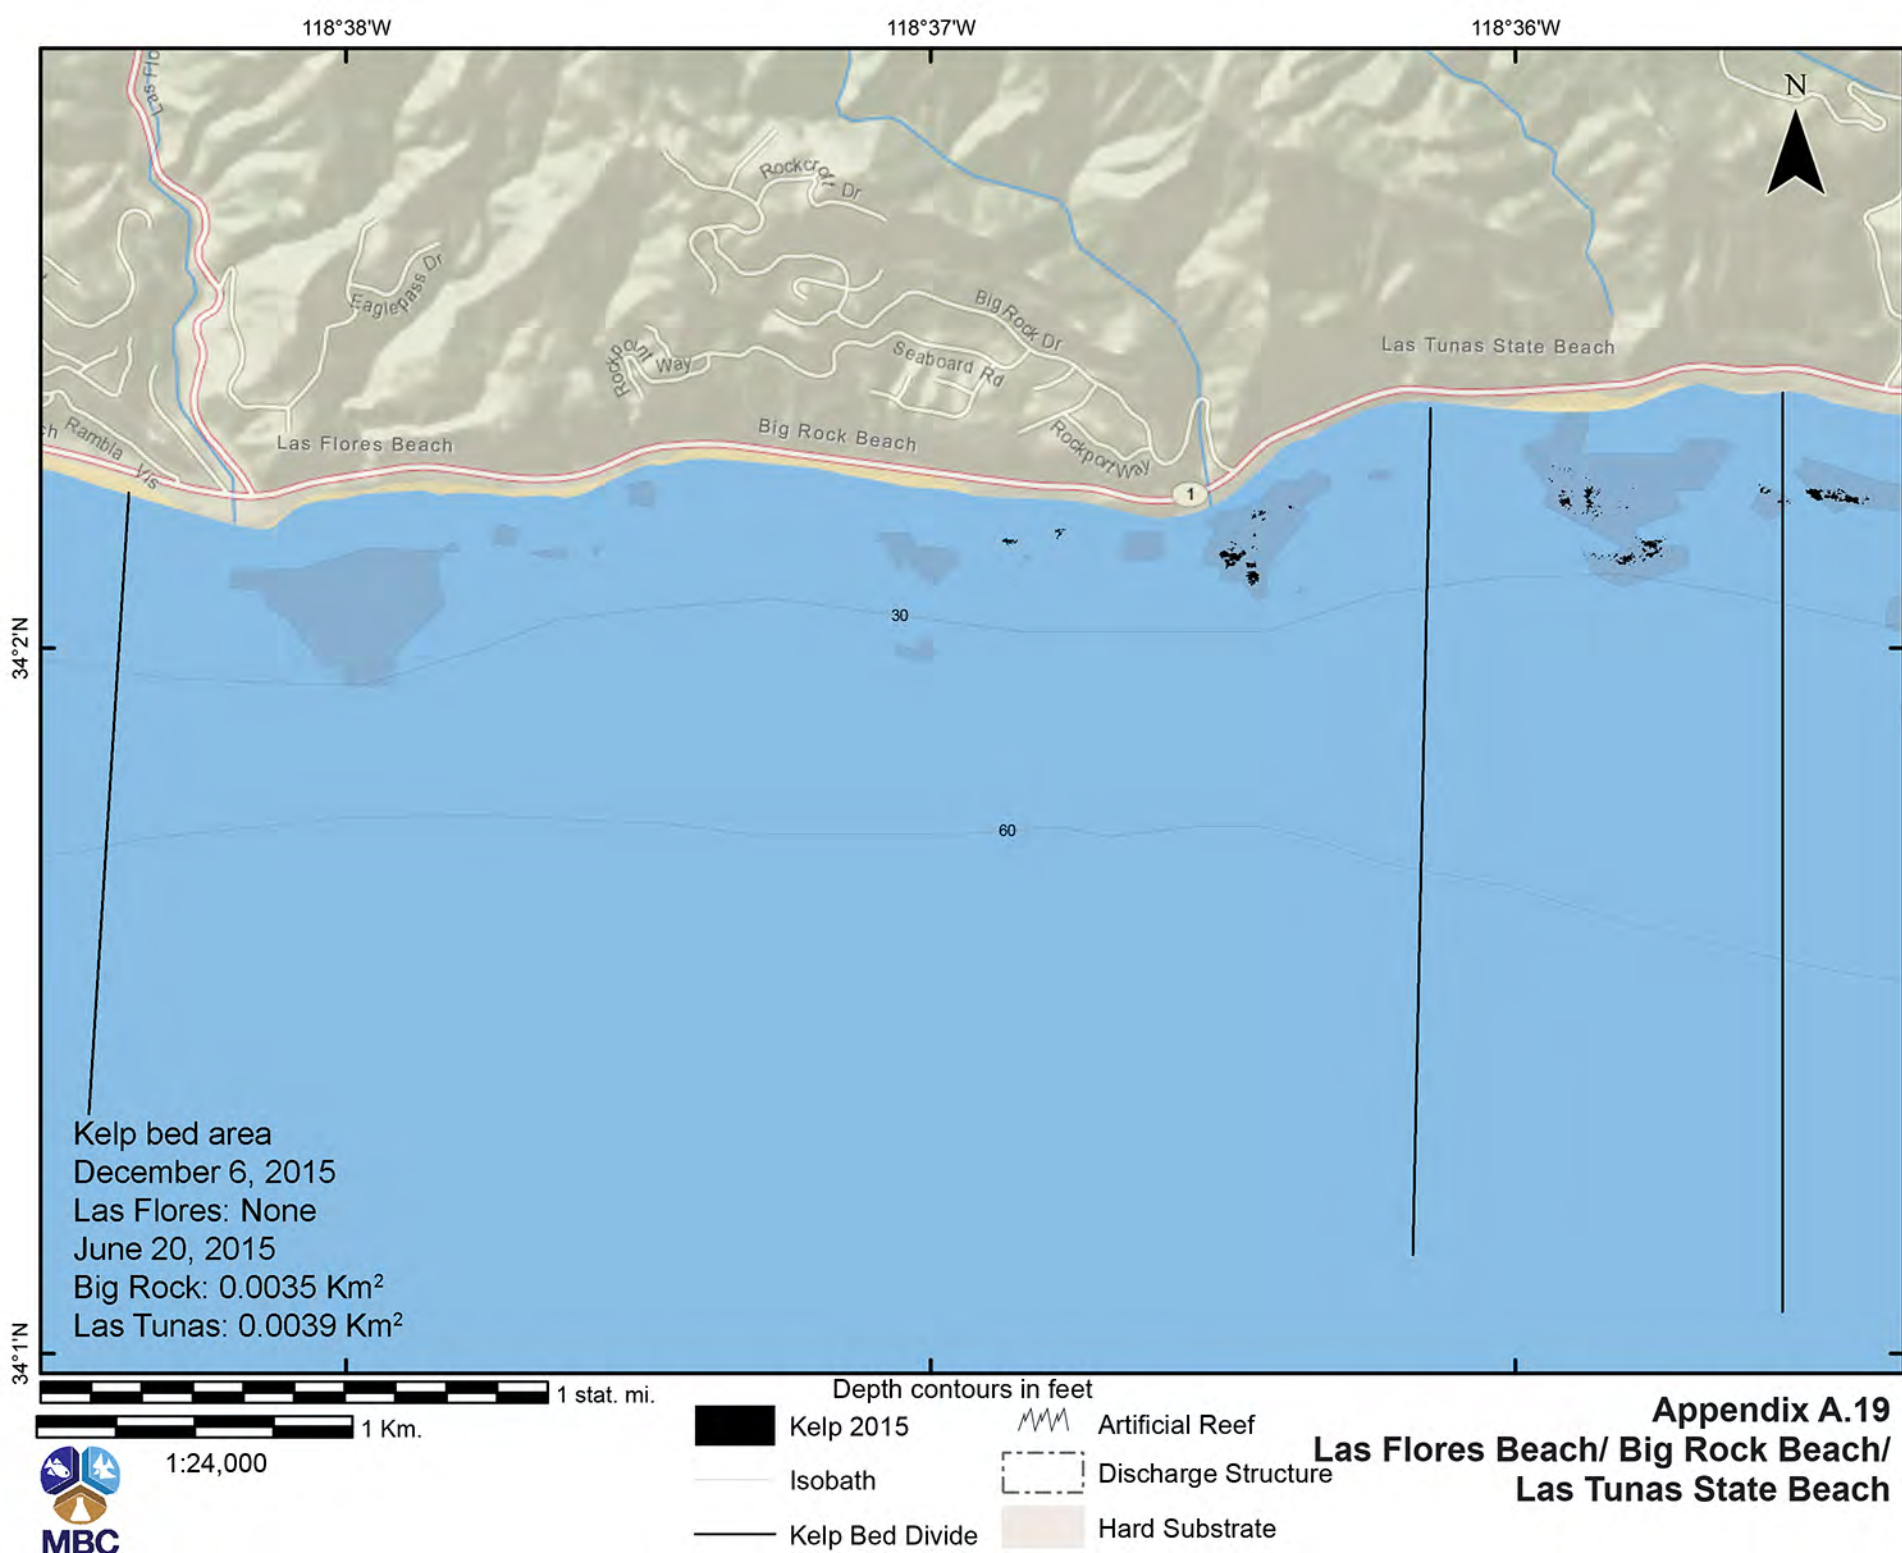 118°38'W
118°37'W
118°36'W
Las Flo
N
Rockcroft Dr
Eaglepass Dr
Big Rock Dr
Las Tunas State Beach
Rockpoint Way
Seaboard Rd
ch
Rambla Vis
Las Flores Beach
Big Rock Beach
Rockport Way
1
30
34°2'N
60
Kelp bed area
December 6, 2015
Las Flores: None
June 20, 2015
Big Rock: 0.0035 Km²
Las Tunas: 0.0039 Km²
34°1'N
1 stat. mi.
1 Km.
1:24,000
MBC
Depth contours in feet
Kelp 2015
Isobath
Kelp Bed Divide
Artificial Reef
Discharge Structure
Hard Substrate
Appendix A.19
Las Flores Beach/ Big Rock Beach/
Las Tunas State Beach